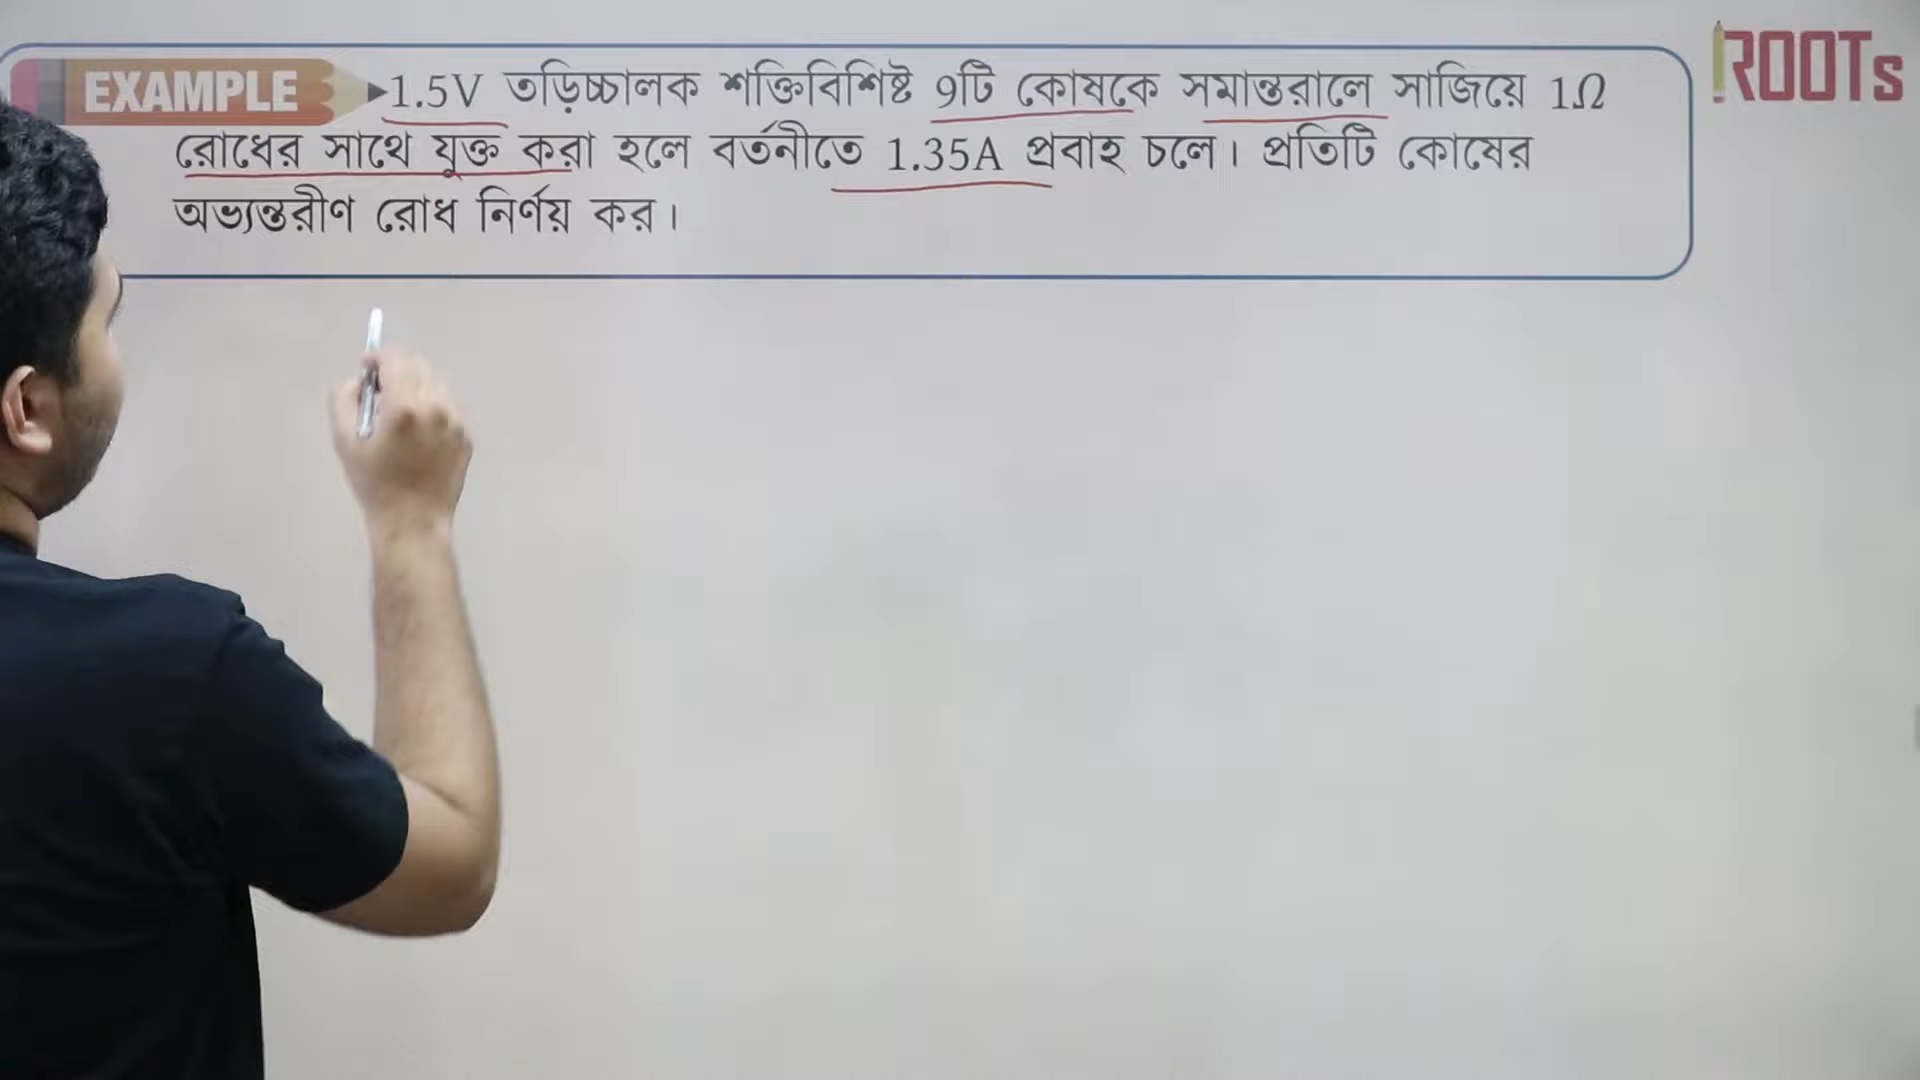 ROOTs
EXAMPLE 1.5V তড়িচ্চালক শক্তিবিশিষ্ট 9টি কোষকে সমান্তরালে সাজিয়ে 1Ω
রোধের সাথে যুক্ত করা হলে বর্তনীতে 1.35A প্রবাহ চলে। প্রতিটি কোষের
অভ্যন্তরীণ রোধ নির্ণয় কর।